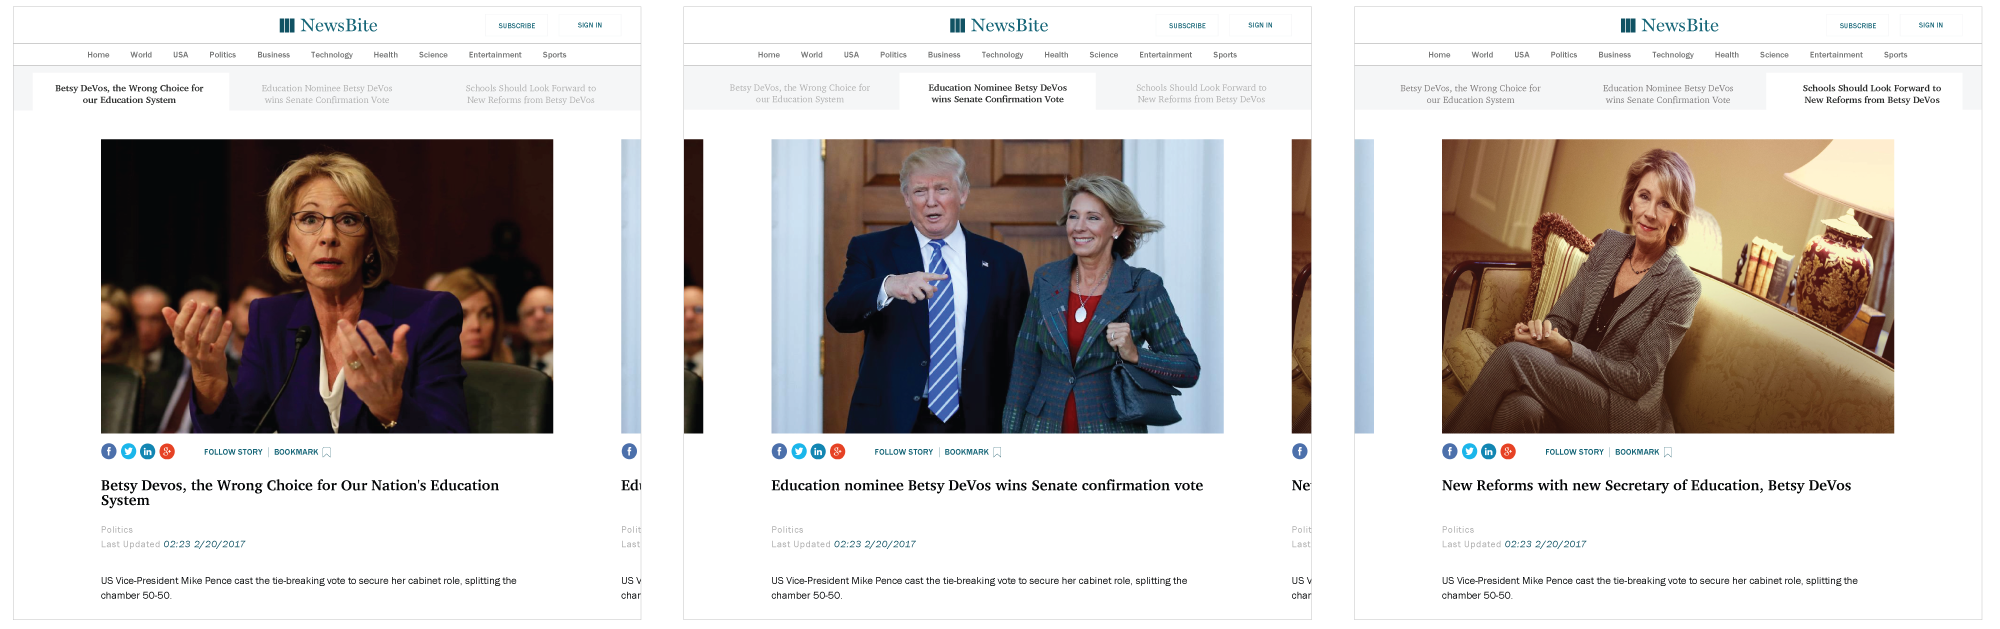 NewsBite
SUBSCRIBE
SIGN IN
Home World USA Politics Business Technology Health Science Entertainment Sports
Betsy DeVos, the Wrong Choice for
our Education System
Education Nominee Betsy DeVos
wins Senate Confirmation Vote
Schools Should Look Forward to
New Reforms from Betsy DeVos
f in g+ FOLLOW STORY | BOOKMARK
f
Betsy Devos, the Wrong Choice for Our Nation's Education
System
Edu
Politics
Last Updated 02:23 2/20/2017
Polit
Last
US Vice-President Mike Pence cast the tie-breaking vote to secure her cabinet role, splitting the
chamber 50-50.
US V
char
NewsBite
SUBSCRIBE
SIGN IN
Home World USA Politics Business Technology Health Science Entertainment Sports
Betsy DeVos, the Wrong Choice for
our Education System
Education Nominee Betsy DeVos
wins Senate Confirmation Vote
Schools Should Look Forward to
New Reforms from Betsy DeVos
f in g+ FOLLOW STORY | BOOKMARK
f
Education nominee Betsy DeVos wins Senate confirmation vote
Ne
Politics
Last Updated 02:23 2/20/2017
Polit
Last
US Vice-President Mike Pence cast the tie-breaking vote to secure her cabinet role, splitting the
chamber 50-50.
US V
char
NewsBite
SUBSCRIBE
SIGN IN
Home World USA Politics Business Technology Health Science Entertainment Sports
Betsy DeVos, the Wrong Choice for
our Education System
Education Nominee Betsy DeVos
wins Senate Confirmation Vote
Schools Should Look Forward to
New Reforms from Betsy DeVos
f in g+ FOLLOW STORY | BOOKMARK
New Reforms with new Secretary of Education, Betsy DeVos
Politics
Last Updated 02:23 2/20/2017
US Vice-President Mike Pence cast the tie-breaking vote to secure her cabinet role, splitting the
chamber 50-50.